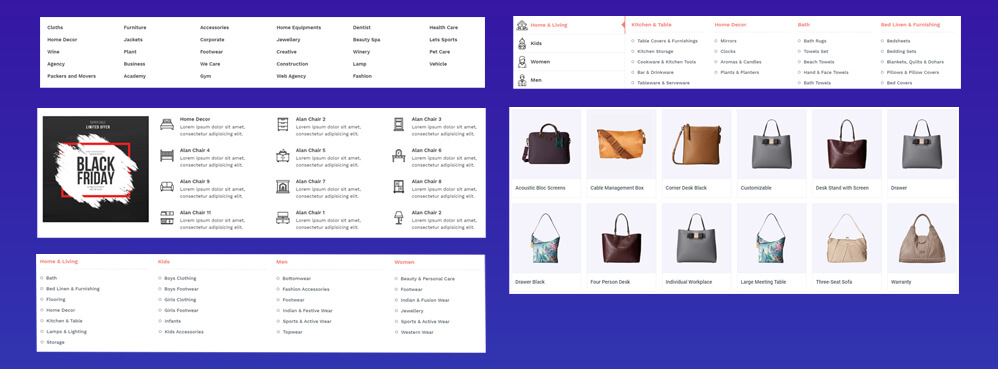 Cloths Furniture Accessories Home Equipments Dentist Health Care
Home Decor Jackets Corporate Jewellery Beauty Spa Lets Sports
Wine Plant Footwear Creative Winery Pet Care
Agency Business We Care Construction Lamp Vehicle
Packers and Movers Academy Gym Web Agency Fashion
LIMITED OFFER
BLACK
FRIDAY
Home Decor
Lorem ipsum dolor sit amet,
consectetur adipisicing elit.
Alan Chair 2
Lorem ipsum dolor sit amet,
consectetur adipisicing elit.
Alan Chair 3
Lorem ipsum dolor sit amet,
consectetur adipisicing elit.
Alan Chair 4
Lorem ipsum dolor sit amet,
consectetur adipisicing elit.
Alan Chair 5
Lorem ipsum dolor sit amet,
consectetur adipisicing elit.
Alan Chair 6
Lorem ipsum dolor sit amet,
consectetur adipisicing elit.
Alan Chair 9
Lorem ipsum dolor sit amet,
consectetur adipisicing elit.
Alan Chair 7
Lorem ipsum dolor sit amet,
consectetur adipisicing elit.
Alan Chair 8
Lorem ipsum dolor sit amet,
consectetur adipisicing elit.
Alan Chair 11
Lorem ipsum dolor sit amet,
consectetur adipisicing elit.
Alan Chair 1
Lorem ipsum dolor sit amet,
consectetur adipisicing elit.
Alan Chair 2
Lorem ipsum dolor sit amet,
consectetur adipisicing elit.
Home & Living
Bath
Bed Linen & Furnishing
Flooring
Home Decor
Kitchen & Table
Lamps & Lighting
Storage
Kids
Boys Clothing
Boys Footwear
Girls Clothing
Girls Footwear
Infants
Kids Accessories
Men
Bottomwear
Fashion Accessories
Footwear
Indian & Festive Wear
Sports & Active Wear
Topwear
Women
Beauty & Personal Care
Footwear
Indian & Fusion Wear
Jewellery
Sports & Active Wear
Western Wear
Home & Living
Kids
Women
Men
Kitchen & Table
Table Covers & Furnishings
Kitchen Storage
Cookware & Kitchen Tools
Bar & Drinkware
Tableware & Serveware
Home Decor
Mirrors
Clocks
Aromas & Candles
Plants & Planters
Bath
Bath Rugs
Towels Set
Beach Towels
Hand & Face Towels
Bath Towels
Bed Linen & Furnishing
Bedsheets
Bedding Sets
Blankets, Quilts & Dohars
Pillows & Pillow Covers
Bed Covers
Acoustic Bloc Screens
Cable Management Box
Corner Desk Black
Customizable
Desk Stand with Screen
Drawer
Drawer Black
Four Person Desk
Individual Workplace
Large Meeting Table
Three-Seat Sofa
Warranty